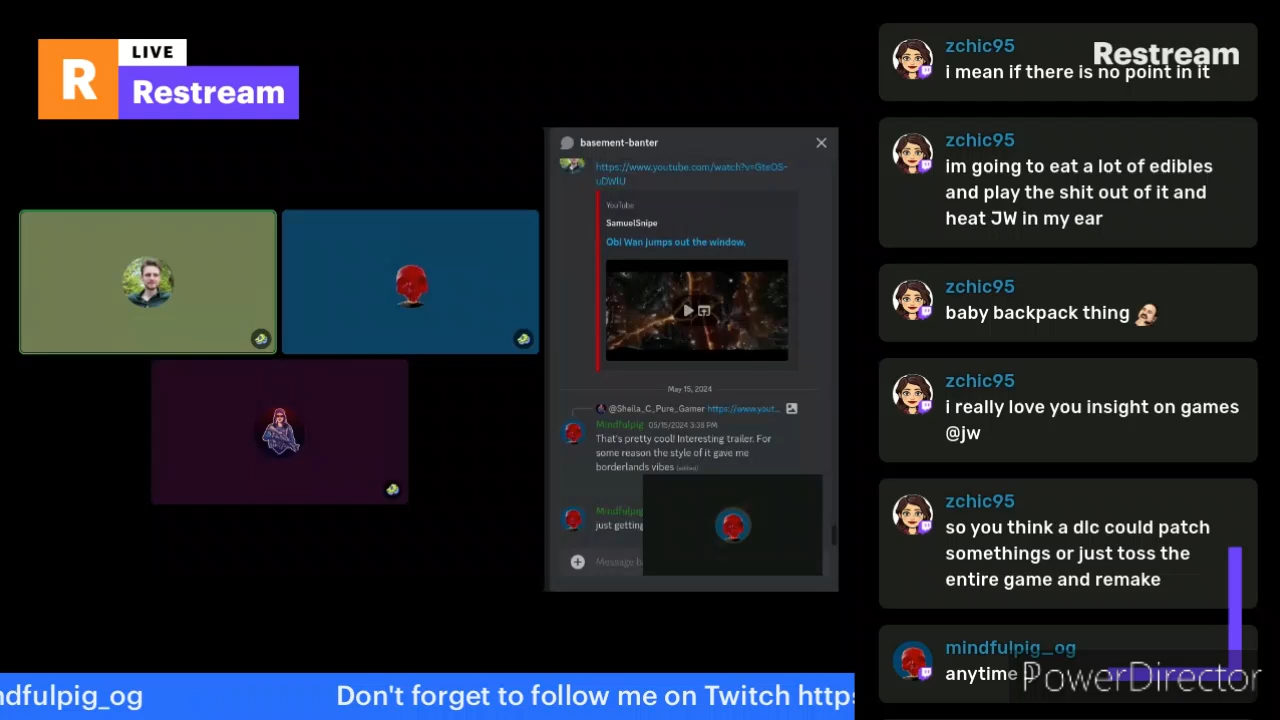 R
LIVE
Restream
basement-banter
https://www.youtube.com/watch?v=GteOS-
uDWIU
YouTube
SamuelSnipe
Obi Wan jumps out the window.
May 15, 2024
@Sheila_C_Pure_Gamer https://www.yout...
Mindfulpig 05/15/2024 3:38 PM
That's pretty cool! Interesting trailer. For
some reason the style of it gave me
borderlands vibes (edited)
Mindfulpig
just getting
Message b
ndfulpig_og
Don't forget to follow me on Twitch https
zchic95
Restream
i mean if there is no point in it
zchic95
im going to eat a lot of edibles
and play the shit out of it and
heat JW in my ear
zchic95
baby backpack thing
zchic95
i really love you insight on games
@jw
zchic95
so you think a dlc could patch
somethings or just toss the
entire game and remake
mindfulpig_og
anytime :)
PowerDirector